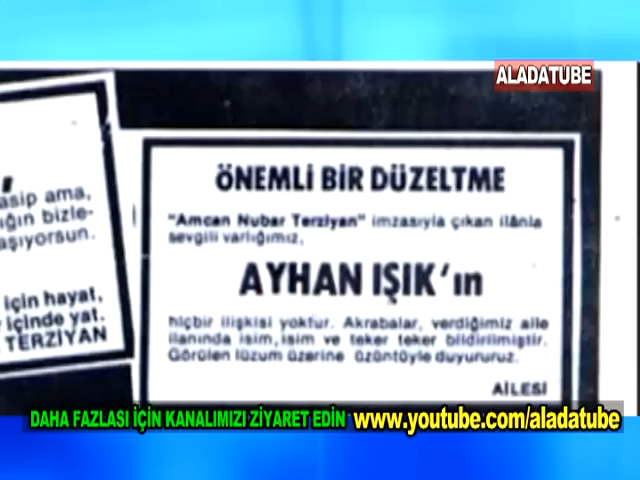 ALADATUBE
asip ama,
ğın bizle-
aşıyorsun.
için hayat,
içinde yat.
TERZİYAN
ÖNEMLİ BİR DÜZELTME
"Amcan Nubar Terziyan" imzasıyla çıkan ilânla
sevgili varlığımız,
AYHAN IŞIK'ın
hiçbir ilişkisi yoktur. Akrabalar, verdiğimiz aile
ilanında isim, isim ve teker teker bildirilmiştir.
Görülen lüzum üzerine üzüntüyle duyururuz.
AİLESİ
DAHA FAZLASI İÇİN KANALIMIZI ZİYARET EDİN www.youtube.com/aladatube